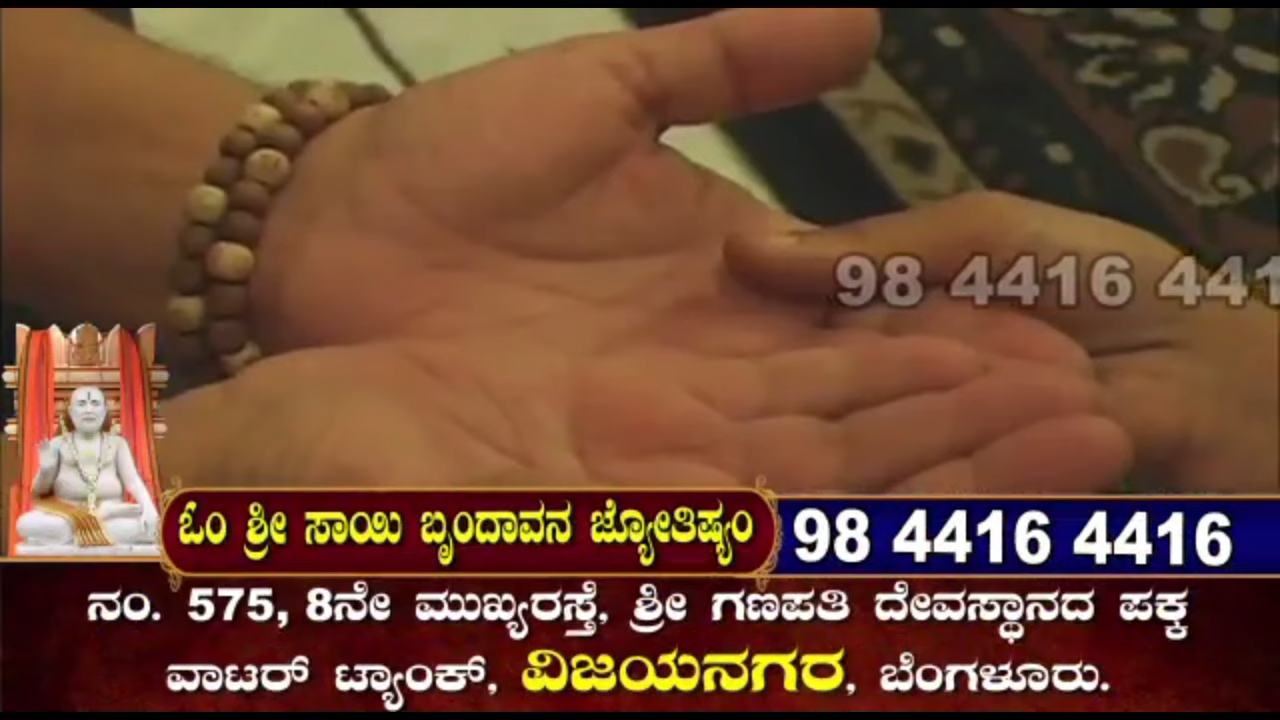 98 4416 441
ಓಂ ಶ್ರೀ ಸಾಯಿ ಬೃಂದಾವನ ಜ್ಯೋತಿಷ್ಯಂ
98 4416 4416
ನಂ. 575, 8ನೇ ಮುಖ್ಯರಸ್ತೆ, ಶ್ರೀ ಗಣಪತಿ ದೇವಸ್ಥಾನದ ಪಕ್ಕ
ವಾಟರ್ ಟ್ಯಾಂಕ್, ವಿಜಯನಗರ, ಬೆಂಗಳೂರು.